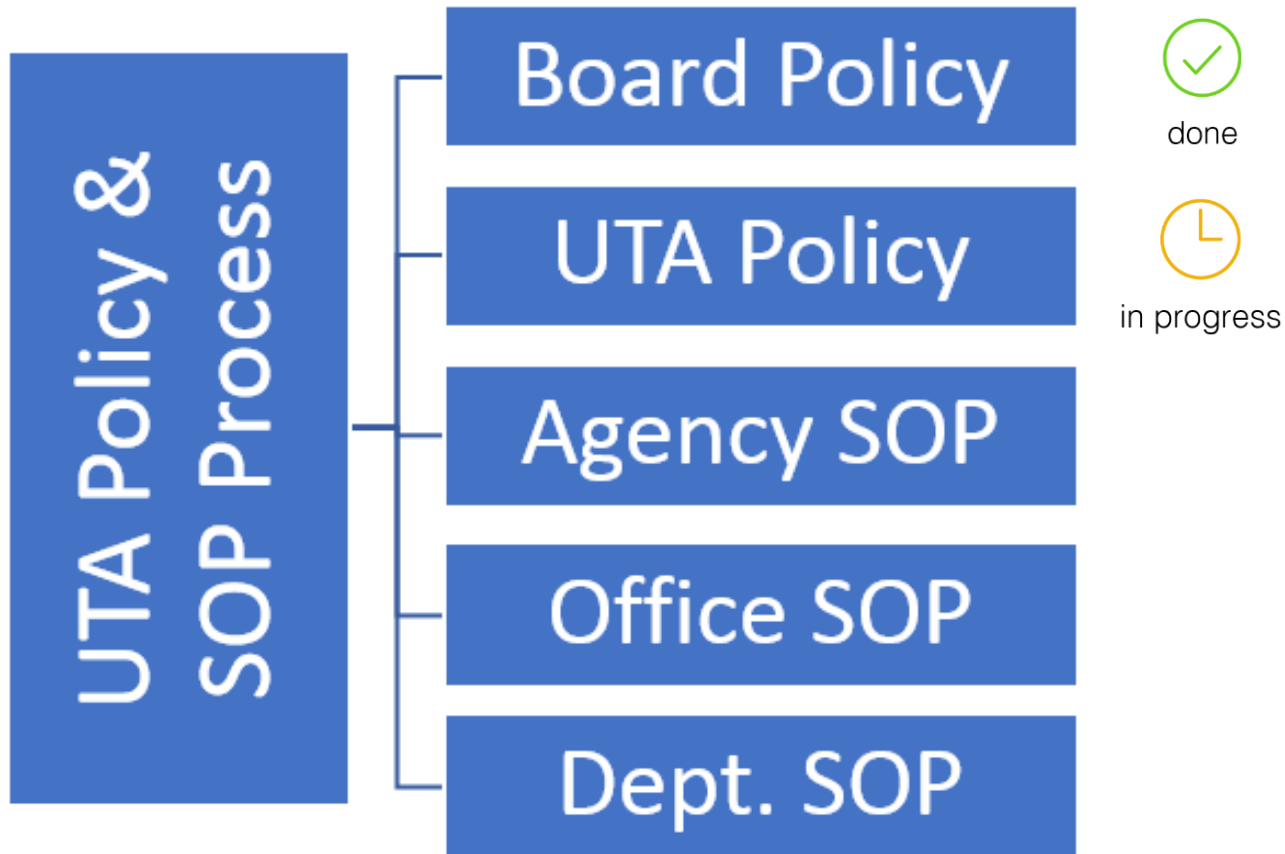 UTA Policy &
SOP Process
Board Policy
done
UTA Policy
in progress
Agency SOP
Office SOP
Dept. SOP